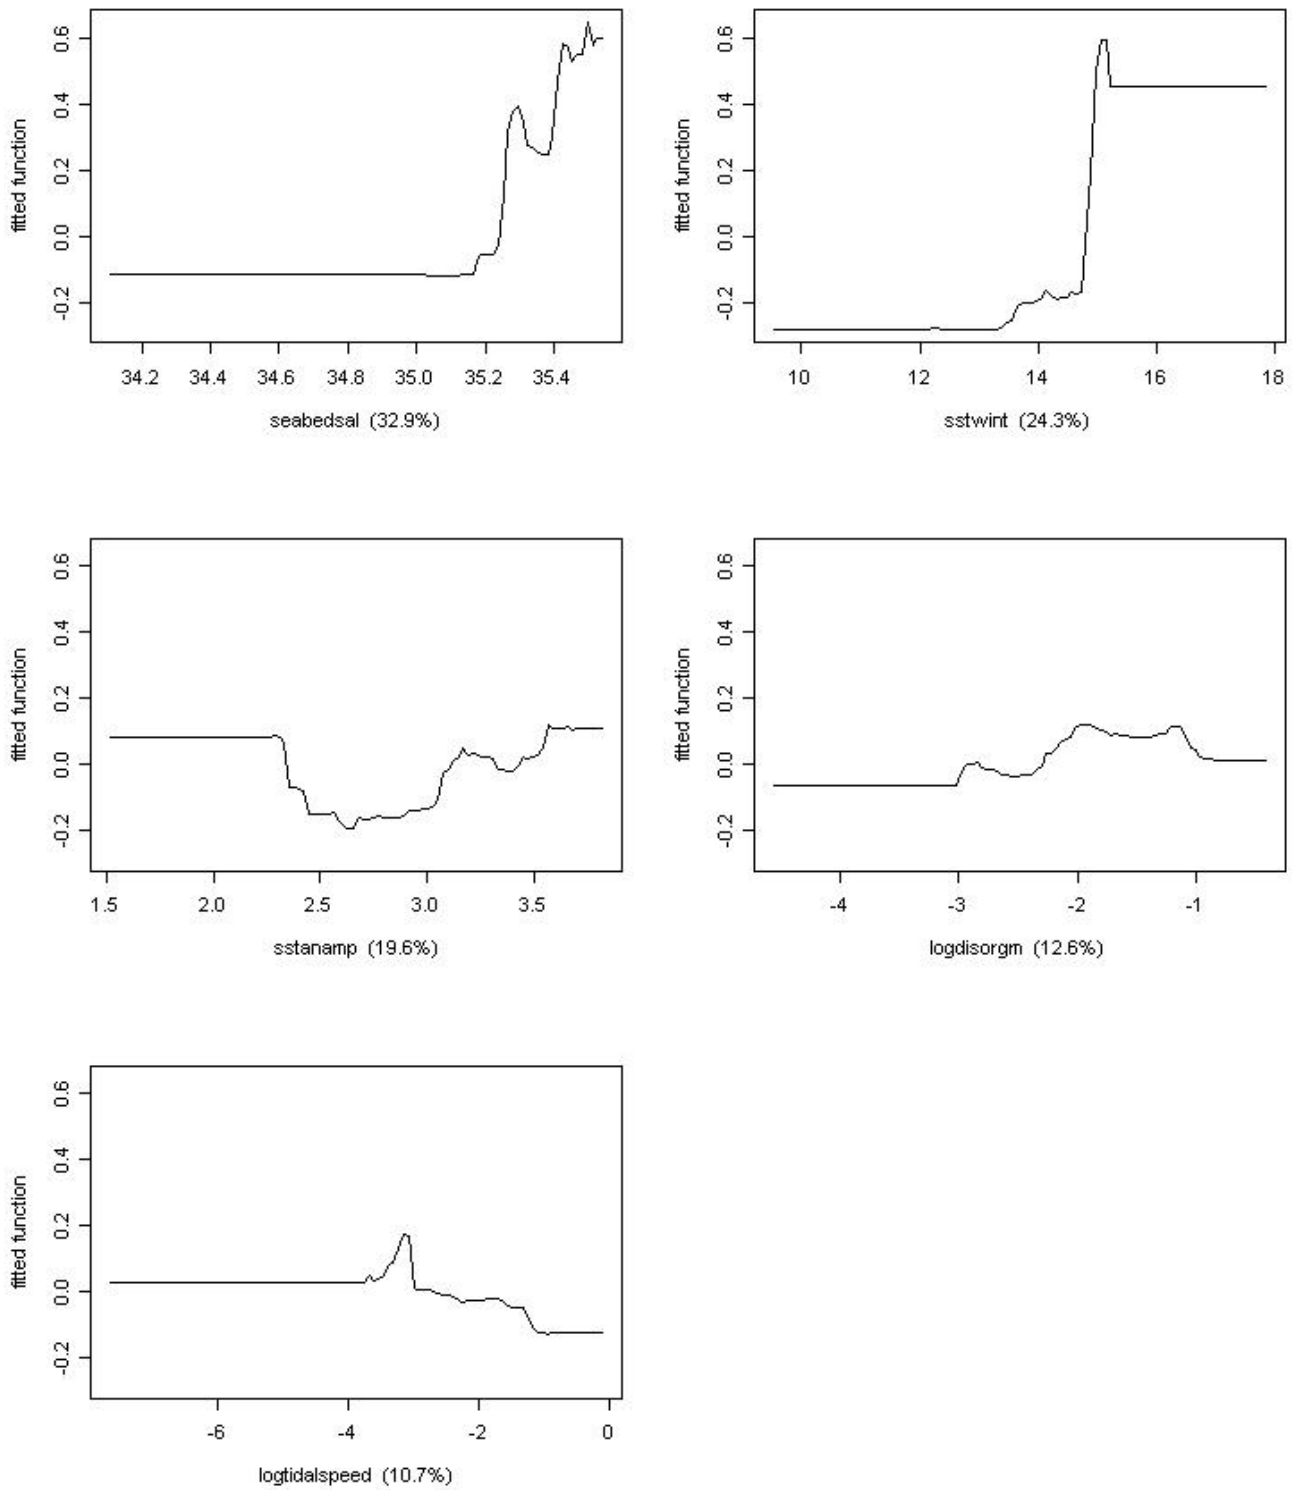 fitted function
0.6
0.4
0.2
0.0
-0.2
34.2 34.4 34.6 34.8 35.0 35.2 35.4
seabedsal (32.9%)
fitted function
0.6
0.4
0.2
0.0
-0.2
10 12 14 16 18
sstwint (24.3%)
fitted function
0.6
0.4
0.2
0.0
-0.2
1.5 2.0 2.5 3.0 3.5
sstanamp (19.6%)
fitted function
0.6
0.4
0.2
0.0
-0.2
-4 -3 -2 -1
logdisorgm (12.6%)
fitted function
0.6
0.4
0.2
0.0
-0.2
-6 -4 -2 0
logtidalspeed (10.7%)